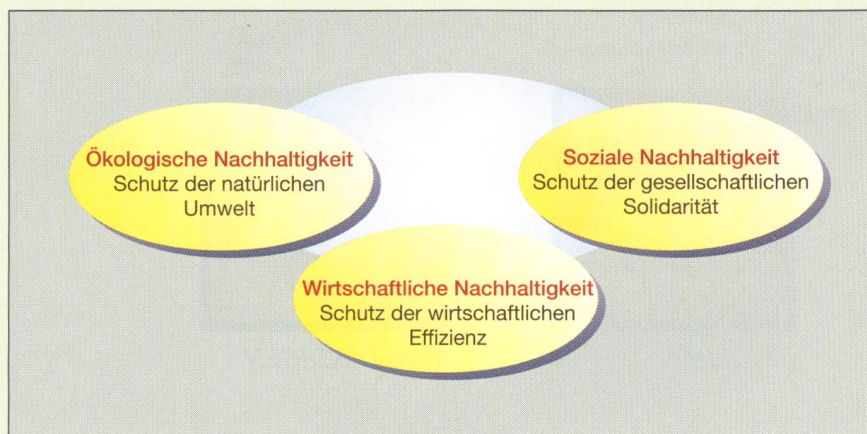 Ökologische Nachhaltigkeit
Schutz der natürlichen
Umwelt
Soziale Nachhaltigkeit
Schutz der gesellschaftlichen
Solidarität
Wirtschaftliche Nachhaltigkeit
Schutz der wirtschaftlichen
Effizienz